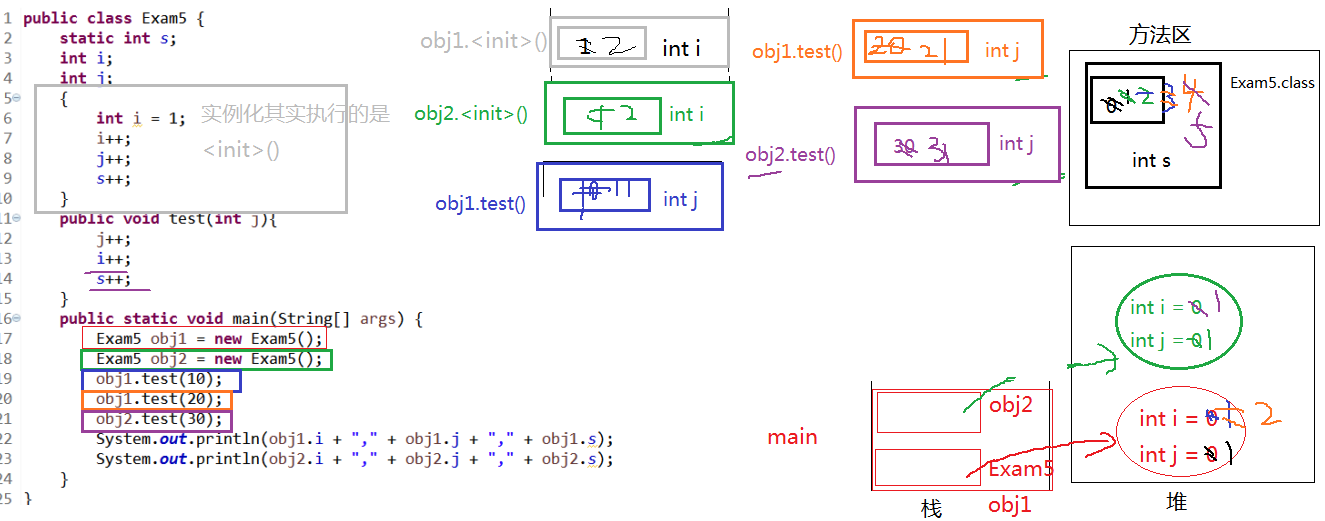 1 public class Exam5 {
2 static int s;
3 int i;
4 int j;
5 {
6 int i = 1;
7 i++;
8 j++;
9 s++;
10 }
11 public void test(int j){
12 j++;
13 i++;
14 s++;
15 }
16 public static void main(String[] args) {
17 Exam5 obj1 = new Exam5();
18 Exam5 obj2 = new Exam5();
19 obj1.test(10);
20 obj1.test(20);
21 obj2.test(30);
22 System.out.println(obj1.i + "," + obj1.j + "," + obj1.s);
23 System.out.println(obj2.i + "," + obj2.j + "," + obj2.s);
24 }
25 }
实例化其实执行的是
<init>()
obj1.<init>()
1 2
int i
obj2.<init>()
1 2
int i
obj1.test()
10 11
int j
obj1.test()
20 21
int j
obj2.test()
30 31
int j
方法区
Exam5.class
0 1 2 3 4
5
int s
int i = 0 1
int j = 0 1
int i = 0 1 2
int j = 0 1
main
obj2
Exam5
obj1
栈
堆